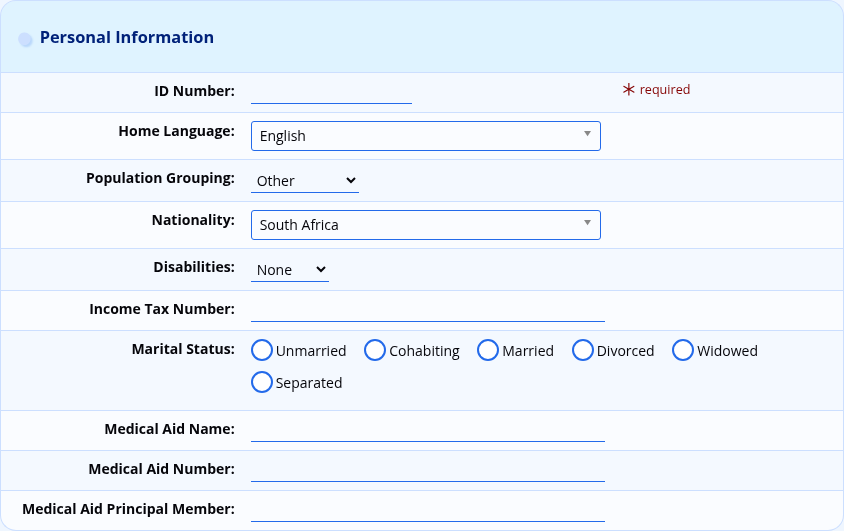 Personal Information
ID Number: * required
Home Language: English
Population Grouping: Other
Nationality: South Africa
Disabilities: None
Income Tax Number:
Marital Status: Unmarried Cohabiting Married Divorced Widowed
Separated
Medical Aid Name:
Medical Aid Number:
Medical Aid Principal Member: